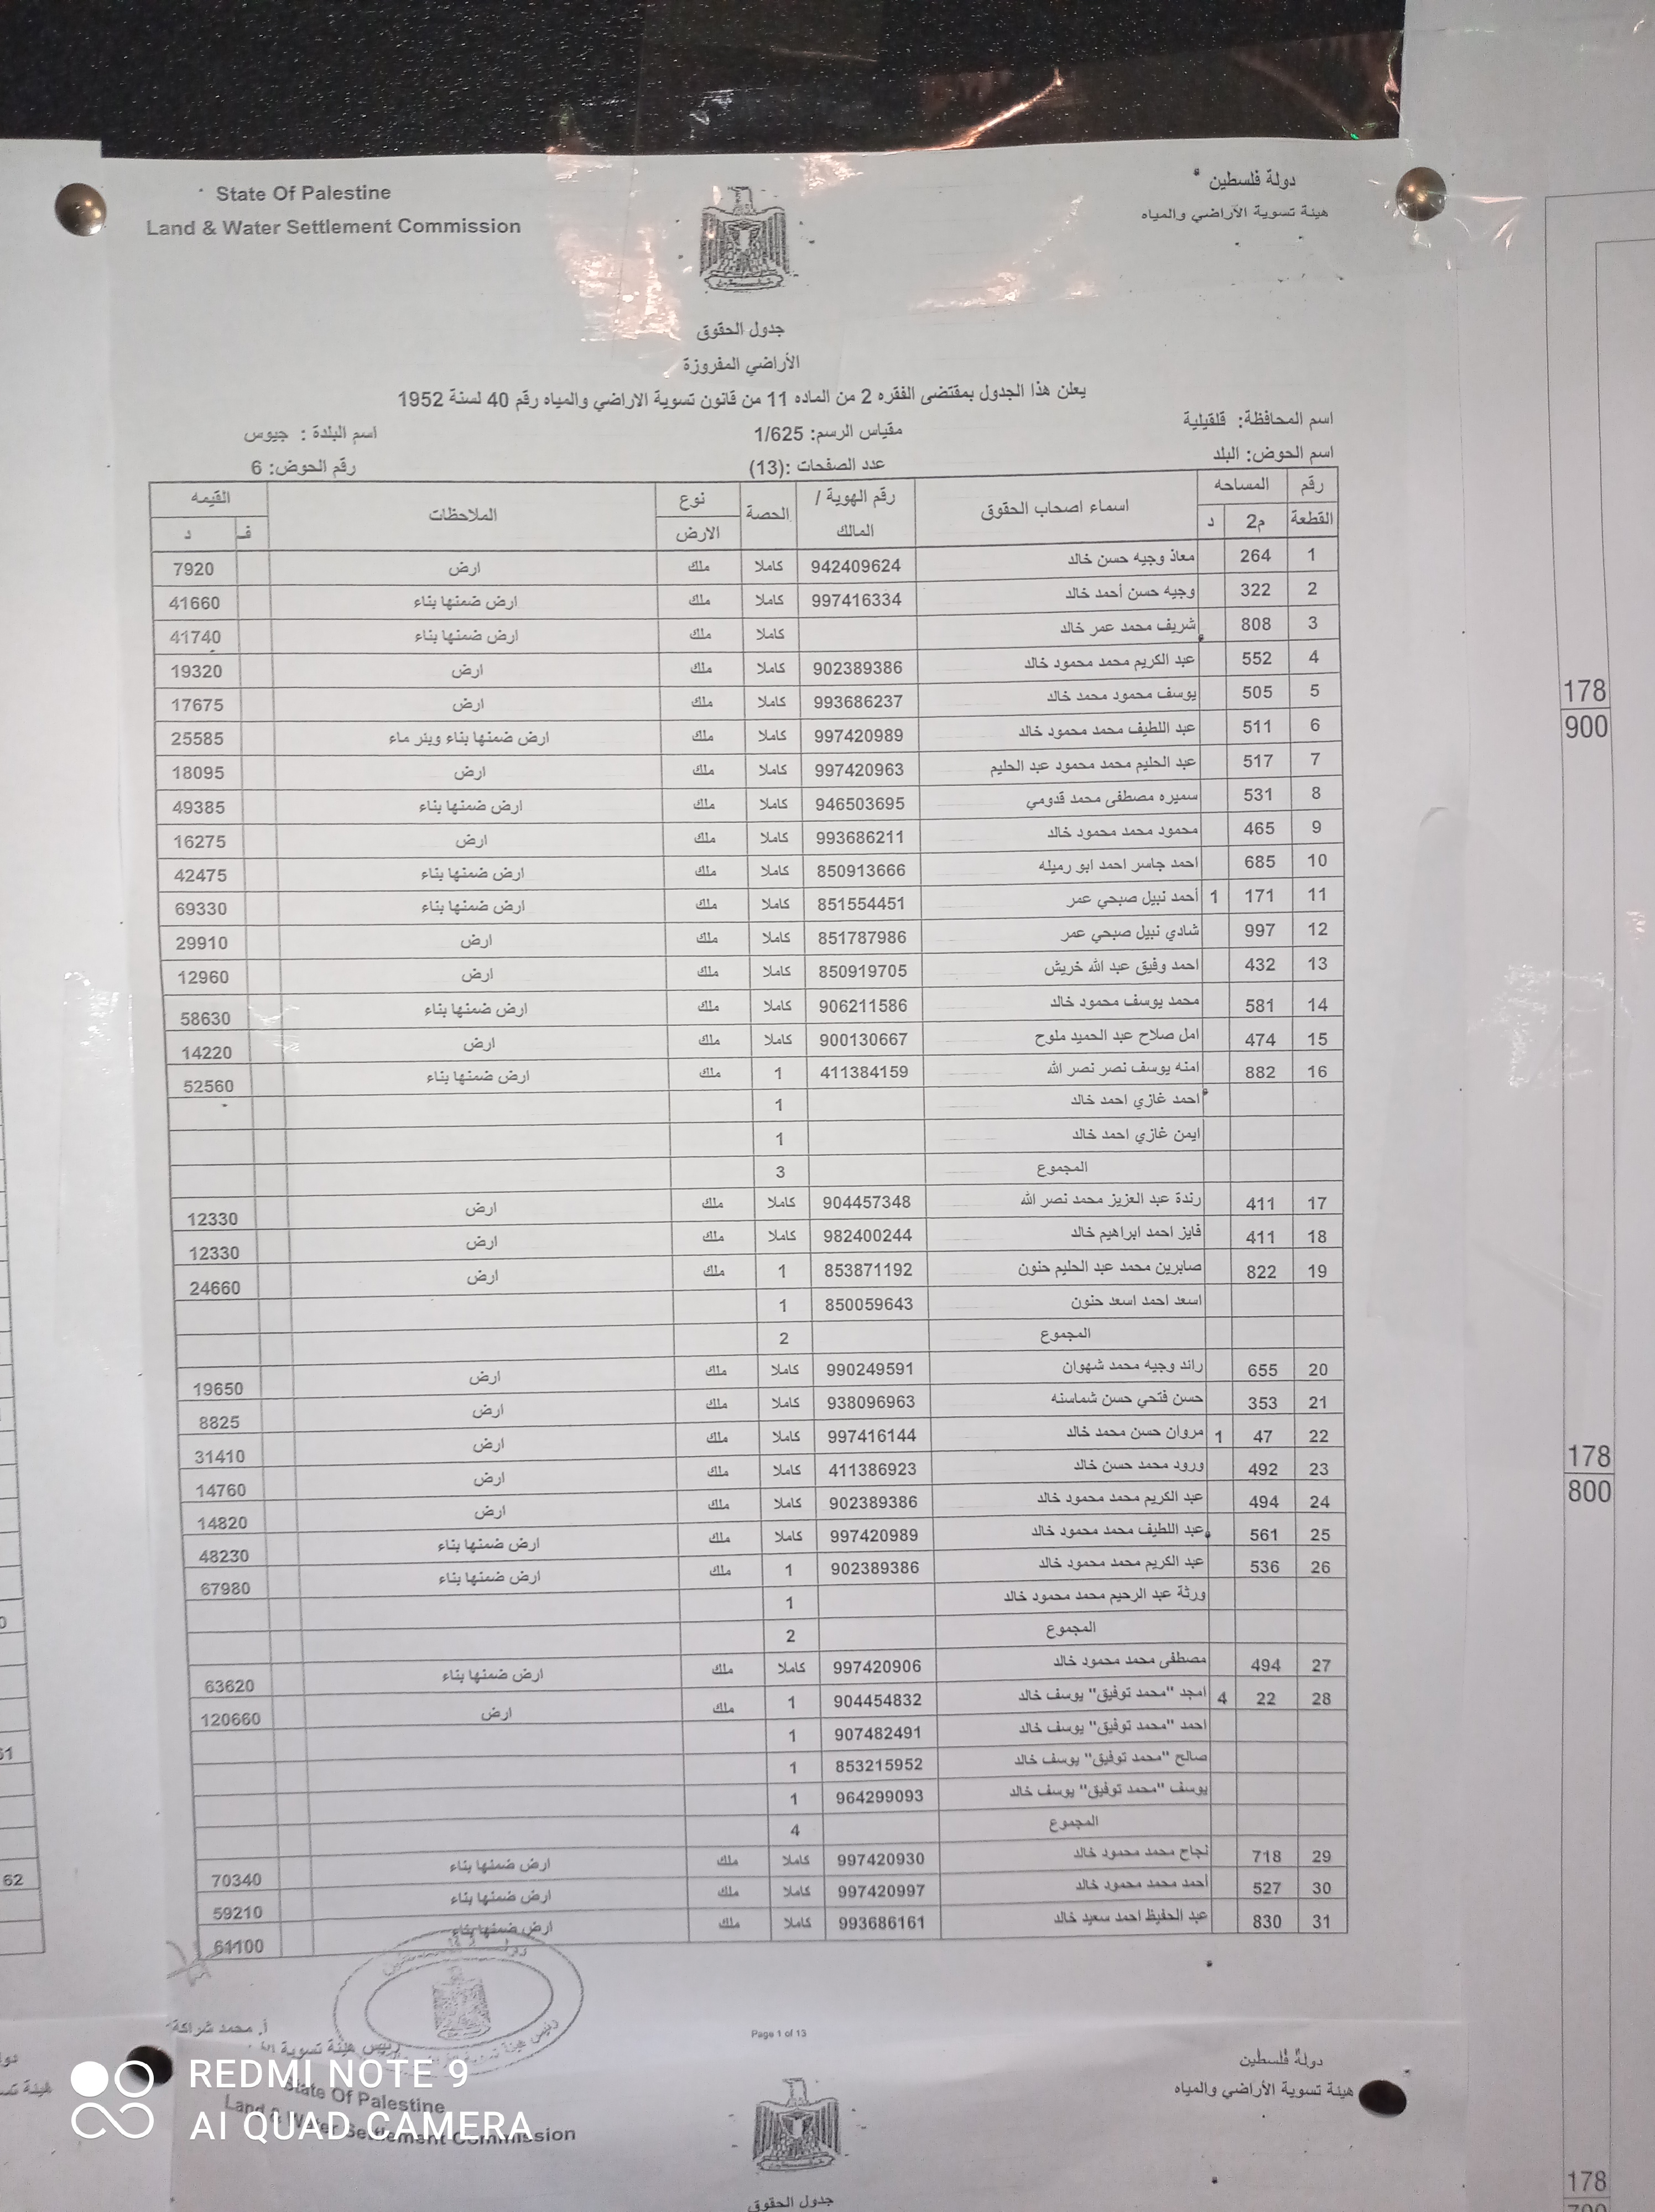 State Of Palestine
Land & Water Settlement Commission
دولة فلسطين
هيئة تسوية الأراضي والمياه
جدول الحقوق
الأراضي المفروزة
يعلن هذا الجدول بمقتضى الفقره 2 من الماده 11 من قانون تسوية الاراضي والمياه رقم 40 لسنة 1952
اسم المحافظة: قلقيلية مقياس الرسم: 1/625 اسم البلدة : جيوس
اسم الحوض: البلد عدد الصفحات :(13) رقم الحوض: 6
رقم القطعة المساحه م2 د اسماء اصحاب الحقوق رقم الهوية / المالك الحصة نوع الارض الملاحظات القيمه ف د
1 264 معاذ وجيه حسن خالد 942409624 كاملا ملك ارض 7920
2 322 وجيه حسن أحمد خالد 997416334 كاملا ملك ارض ضمنها بناء 41660
3 808 شريف محمد عمر خالد كاملا ملك ارض ضمنها بناء 41740
4 552 عبد الكريم محمد محمود خالد 902389386 كاملا ملك ارض 19320
5 505 يوسف محمود محمد خالد 993686237 كاملا ملك ارض 17675
6 511 عبد اللطيف محمد محمود خالد 997420989 كاملا ملك ارض ضمنها بناء وبئر ماء 25585
7 517 عبد الحليم محمد محمود عبد الحليم 997420963 كاملا ملك ارض 18095
8 531 سميره مصطفى محمد قدومي 946503695 كاملا ملك ارض ضمنها بناء 49385
9 465 محمود محمد محمود خالد 993686211 كاملا ملك ارض 16275
10 685 احمد جاسر احمد ابو رميله 850913666 كاملا ملك ارض ضمنها بناء 42475
11 171 1 أحمد نبيل صبحي عمر 851554451 كاملا ملك ارض ضمنها بناء 69330
12 997 شادي نبيل صبحي عمر 851787986 كاملا ملك ارض 29910
13 432 احمد وفيق عبد الله خريش 850919705 كاملا ملك ارض 12960
14 581 محمد يوسف محمود خالد 906211586 كاملا ملك ارض ضمنها بناء 58630
15 474 امل صلاح عبد الحميد ملوح 900130667 كاملا ملك ارض 14220
16 882 امنه يوسف نصر نصر الله 411384159 1 ملك ارض ضمنها بناء 52560
احمد غازي احمد خالد 1
ايمن غازي احمد خالد 1
المجموع 3
17 411 رندة عبد العزيز محمد نصر الله 904457348 كاملا ملك ارض 12330
18 411 فايز احمد ابراهيم خالد 982400244 كاملا ملك ارض 12330
19 822 صابرين محمد عبد الحليم حنون 853871192 1 ملك ارض 24660
اسعد احمد اسعد حنون 850059643 1
المجموع 2
20 655 رائد وجيه محمد شهوان 990249591 كاملا ملك ارض 19650
21 353 حسن فتحي حسن شماسنه 938096963 كاملا ملك ارض 8825
22 47 1 مروان حسن محمد خالد 997416144 كاملا ملك ارض 31410
23 492 ورود محمد حسن خالد 411386923 كاملا ملك ارض 14760
24 494 عبد الكريم محمد محمود خالد 902389386 كاملا ملك ارض 14820
25 561 عبد اللطيف محمد محمود خالد 997420989 كاملا ملك ارض ضمنها بناء 48230
26 536 عبد الكريم محمد محمود خالد 902389386 1 ملك ارض ضمنها بناء 67980
ورثة عبد الرحيم محمد محمود خالد 1
المجموع 2
27 494 مصطفى محمد محمود خالد 997420906 كاملا ملك ارض ضمنها بناء 63620
28 22 4 امجد "محمد توفيق" يوسف خالد 904454832 1 ملك ارض 120660
احمد "محمد توفيق" يوسف خالد 907482491 1
صالح "محمد توفيق" يوسف خالد 853215952 1
يوسف "محمد توفيق" يوسف خالد 964299093 1
المجموع 4
29 718 نجاح محمد محمود خالد 997420930 كاملا ملك ارض ضمنها بناء 70340
30 527 أحمد محمد محمود خالد 997420997 كاملا ملك ارض ضمنها بناء 59210
31 830 عبد الحفيظ احمد سعيد خالد 993686161 كاملا ملك ارض ضمنها بناء 61100
أ. محمد شراكة
رئيس هيئة تسوية
Page 1 of 13
دولة فلسطين
هيئة تسوية الأراضي والمياه
State Of Palestine
Land & Water Settlement Commission
جدول الحقوق
178
900
178
800
178
62
REDMI NOTE 9
AI QUAD CAMERA